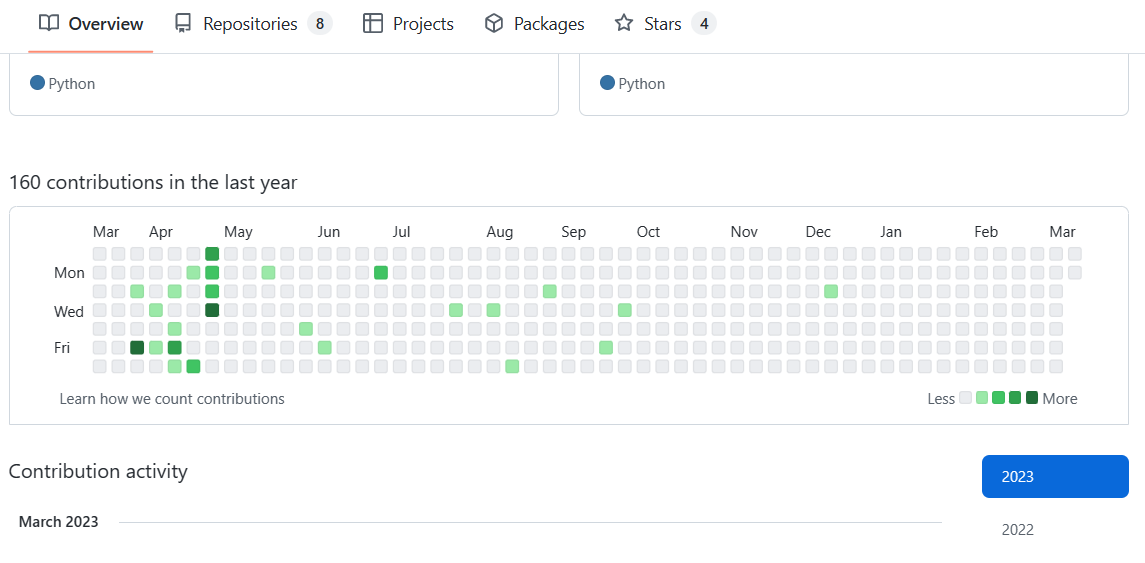 Overview Repositories 8 Projects Packages Stars 4
Python Python
160 contributions in the last year
Mar Apr May Jun Jul Aug Sep Oct Nov Dec Jan Feb Mar
Mon
Wed
Fri
Learn how we count contributions Less More
Contribution activity
2023
March 2023
2022